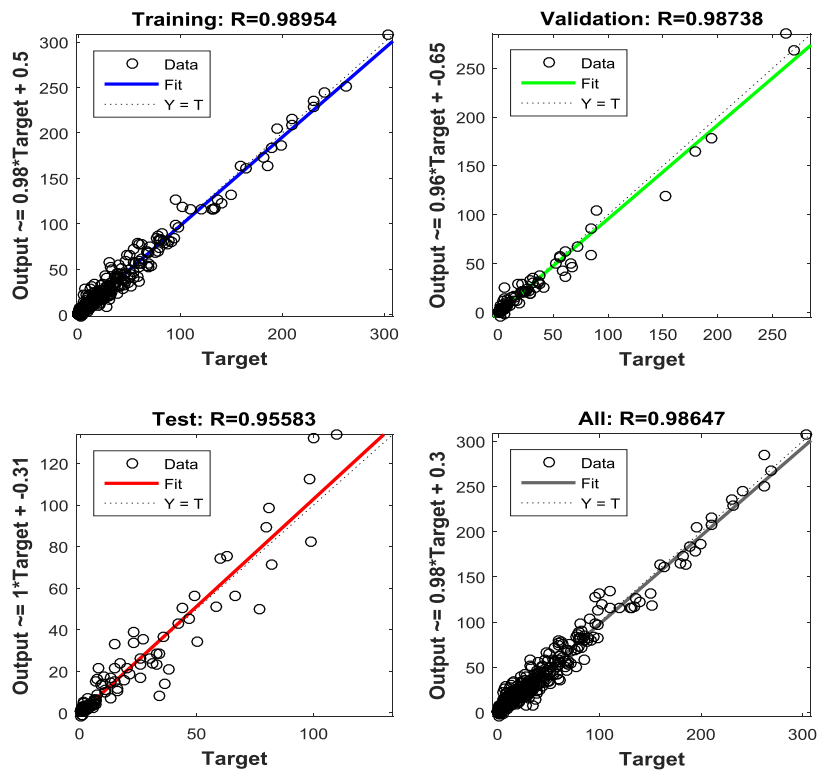 Training: R=0.98954
Output ~= 0.98*Target + 0.5
300
250
200
150
100
50
0
Data
Fit
Y = T
0
100
200
300
Target
Validation: R=0.98738
Output ~= 0.96*Target + -0.65
250
200
150
100
50
0
Data
Fit
Y = T
0
50
100
150
200
250
Target
Test: R=0.95583
Output ~= 1*Target + -0.31
120
100
80
60
40
20
0
Data
Fit
Y = T
0
50
100
Target
All: R=0.98647
Output ~= 0.98*Target + 0.3
300
250
200
150
100
50
0
Data
Fit
Y = T
0
100
200
300
Target